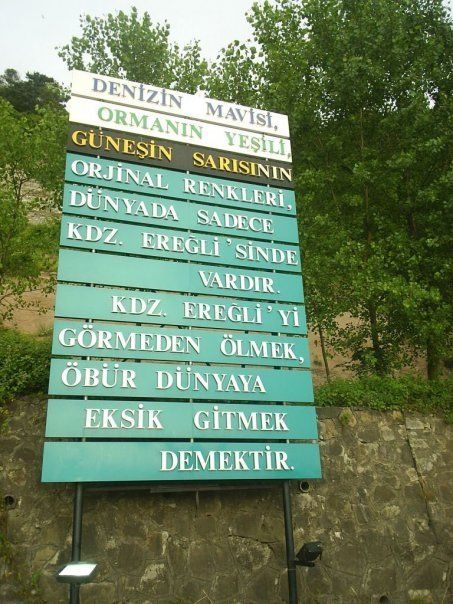 DENİZİN MAVİSİ,
ORMANIN YEŞİLİ,
GÜNEŞİN SARISININ
ORJİNAL RENKLERİ,
DÜNYADA SADECE
KDZ. EREĞLİ'SİNDE
VARDIR.
KDZ. EREĞLİ'Yİ
GÖRMEDEN ÖLMEK,
ÖBÜR DÜNYAYA
EKSİK GİTMEK
DEMEKTİR.